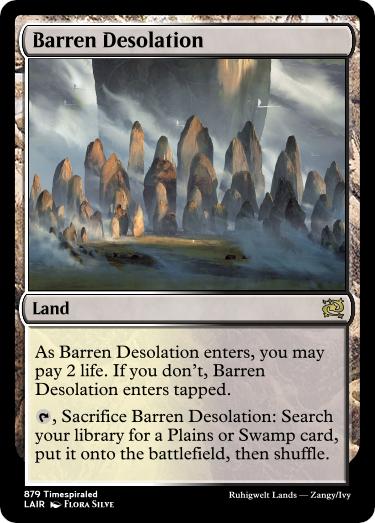 Barren Desolation
Land
As Barren Desolation enters, you may
pay 2 life. If you don't, Barren
Desolation enters tapped.
, Sacrifice Barren Desolation: Search
your library for a Plains or Swamp card,
put it onto the battlefield, then shuffle.
879 Timespiraled
LAIR Flora Silve
Ruhigwelt Lands — Zangy/Ivy